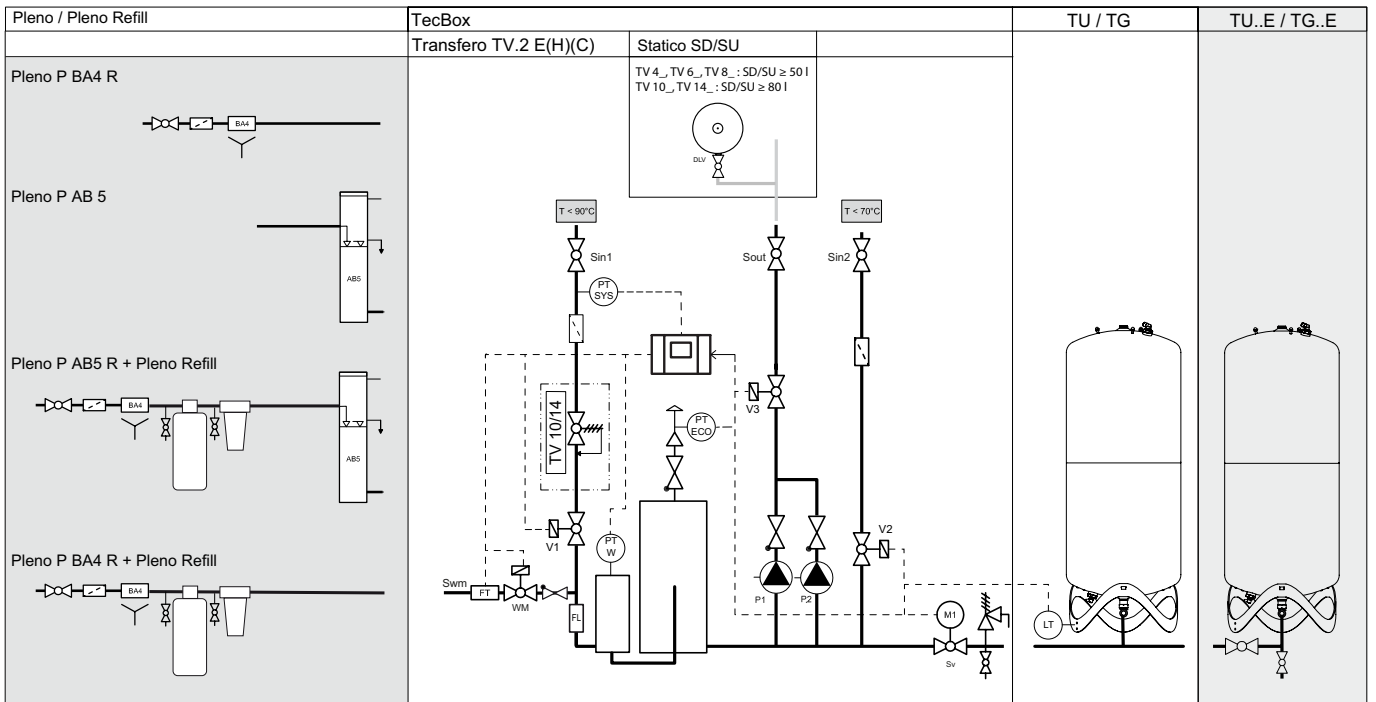 Pleno / Pleno Refill
TecBox
TU / TG
TU..E / TG..E
Transfero TV.2 E(H)(C)
Statico SD/SU
Pleno P BA4 R
BA4
TV 4_, TV 6_, TV 8_ : SD/SU ≥ 50 l
TV 10_, TV 14_ : SD/SU ≥ 80 l
DLV
Pleno P AB 5
AB5
T < 90°C
T < 70°C
Sin1
Sout
Sin2
PT
SYS
Pleno P AB5 R + Pleno Refill
BA4
AB5
TV 10/14
V3
PT
ECO
V1
PT
W
V2
Pleno P BA4 R + Pleno Refill
BA4
Swm
FT
WM
FL
P1
P2
M1
Sv
LT